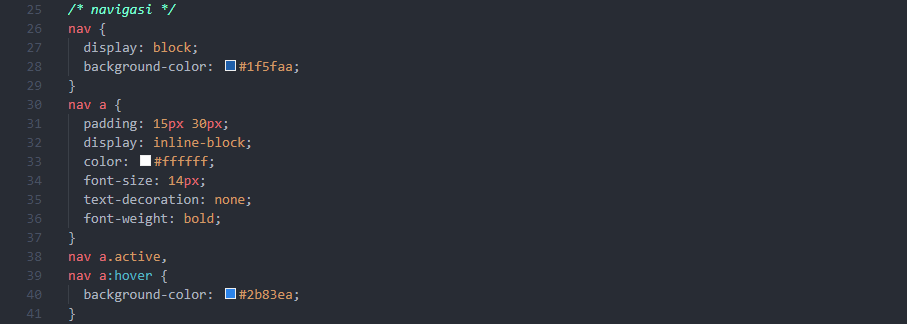 25 /* navigasi */
26 nav {
27 display: block;
28 background-color: #1f5faa;
29 }
30 nav a {
31 padding: 15px 30px;
32 display: inline-block;
33 color: #ffffff;
34 font-size: 14px;
35 text-decoration: none;
36 font-weight: bold;
37 }
38 nav a.active,
39 nav a:hover {
40 background-color: #2b83ea;
41 }